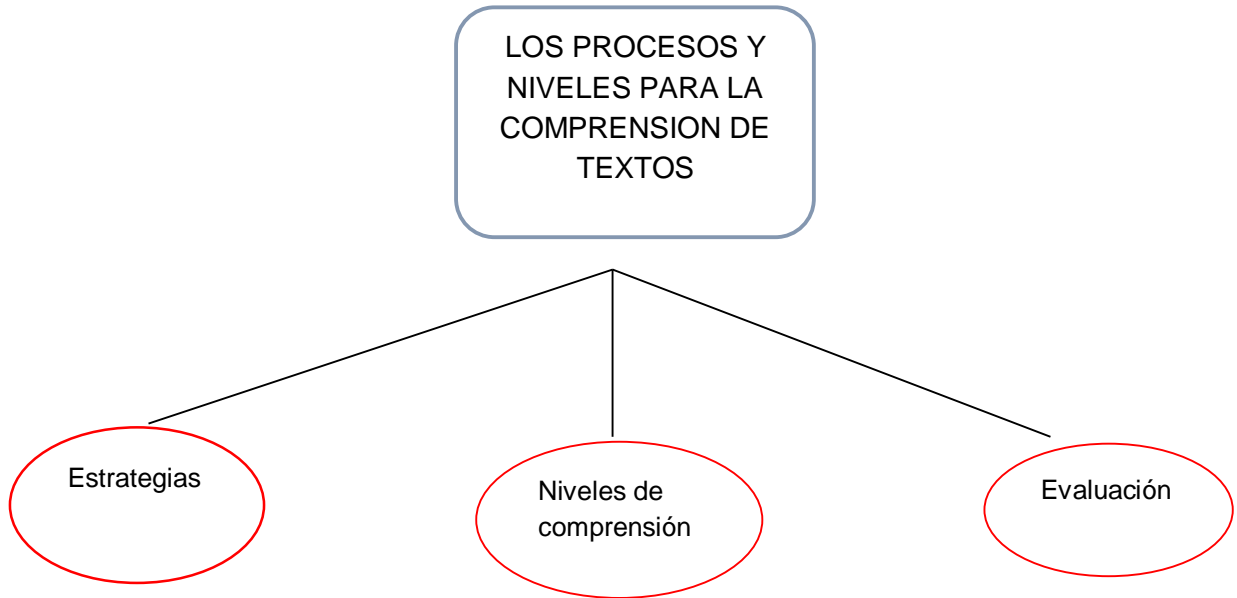 LOS PROCESOS Y
NIVELES PARA LA
COMPRENSION DE
TEXTOS
Estrategias
Niveles de
comprensión
Evaluación